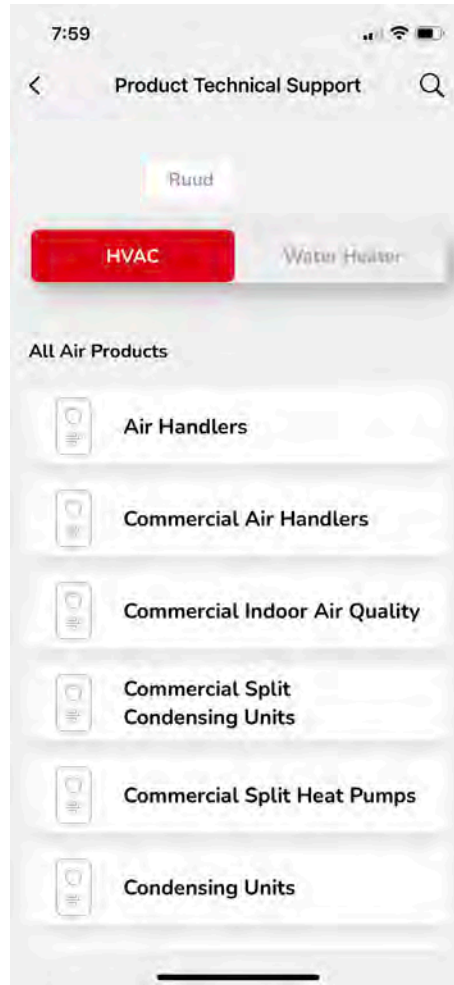 7:59
Product Technical Support
Ruud
HVAC
Water Heater
All Air Products
Air Handlers
Commercial Air Handlers
Commercial Indoor Air Quality
Commercial Split
Condensing Units
Commercial Split Heat Pumps
Condensing Units